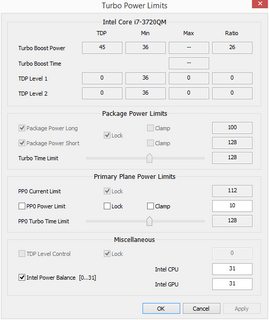 Turbo Power Limits
Intel Core i7-3720QM
TDP Min Max Ratio
Turbo Boost Power 45 36 -- 26
Turbo Boost Time --
TDP Level 1 0 36 0 0
TDP Level 2 0 36 0 0
Package Power Limits
Package Power Long Lock Clamp 100
Package Power Short Clamp 128
Turbo Time Limit 128
Primary Plane Power Limits
PP0 Current Limit Lock 112
PP0 Power Limit Lock Clamp 10
PP0 Turbo Time Limit 128
Miscellaneous
TDP Level Control Lock 0
Intel Power Balance [0...31] Intel CPU 31
Intel GPU 31
OK Cancel Apply